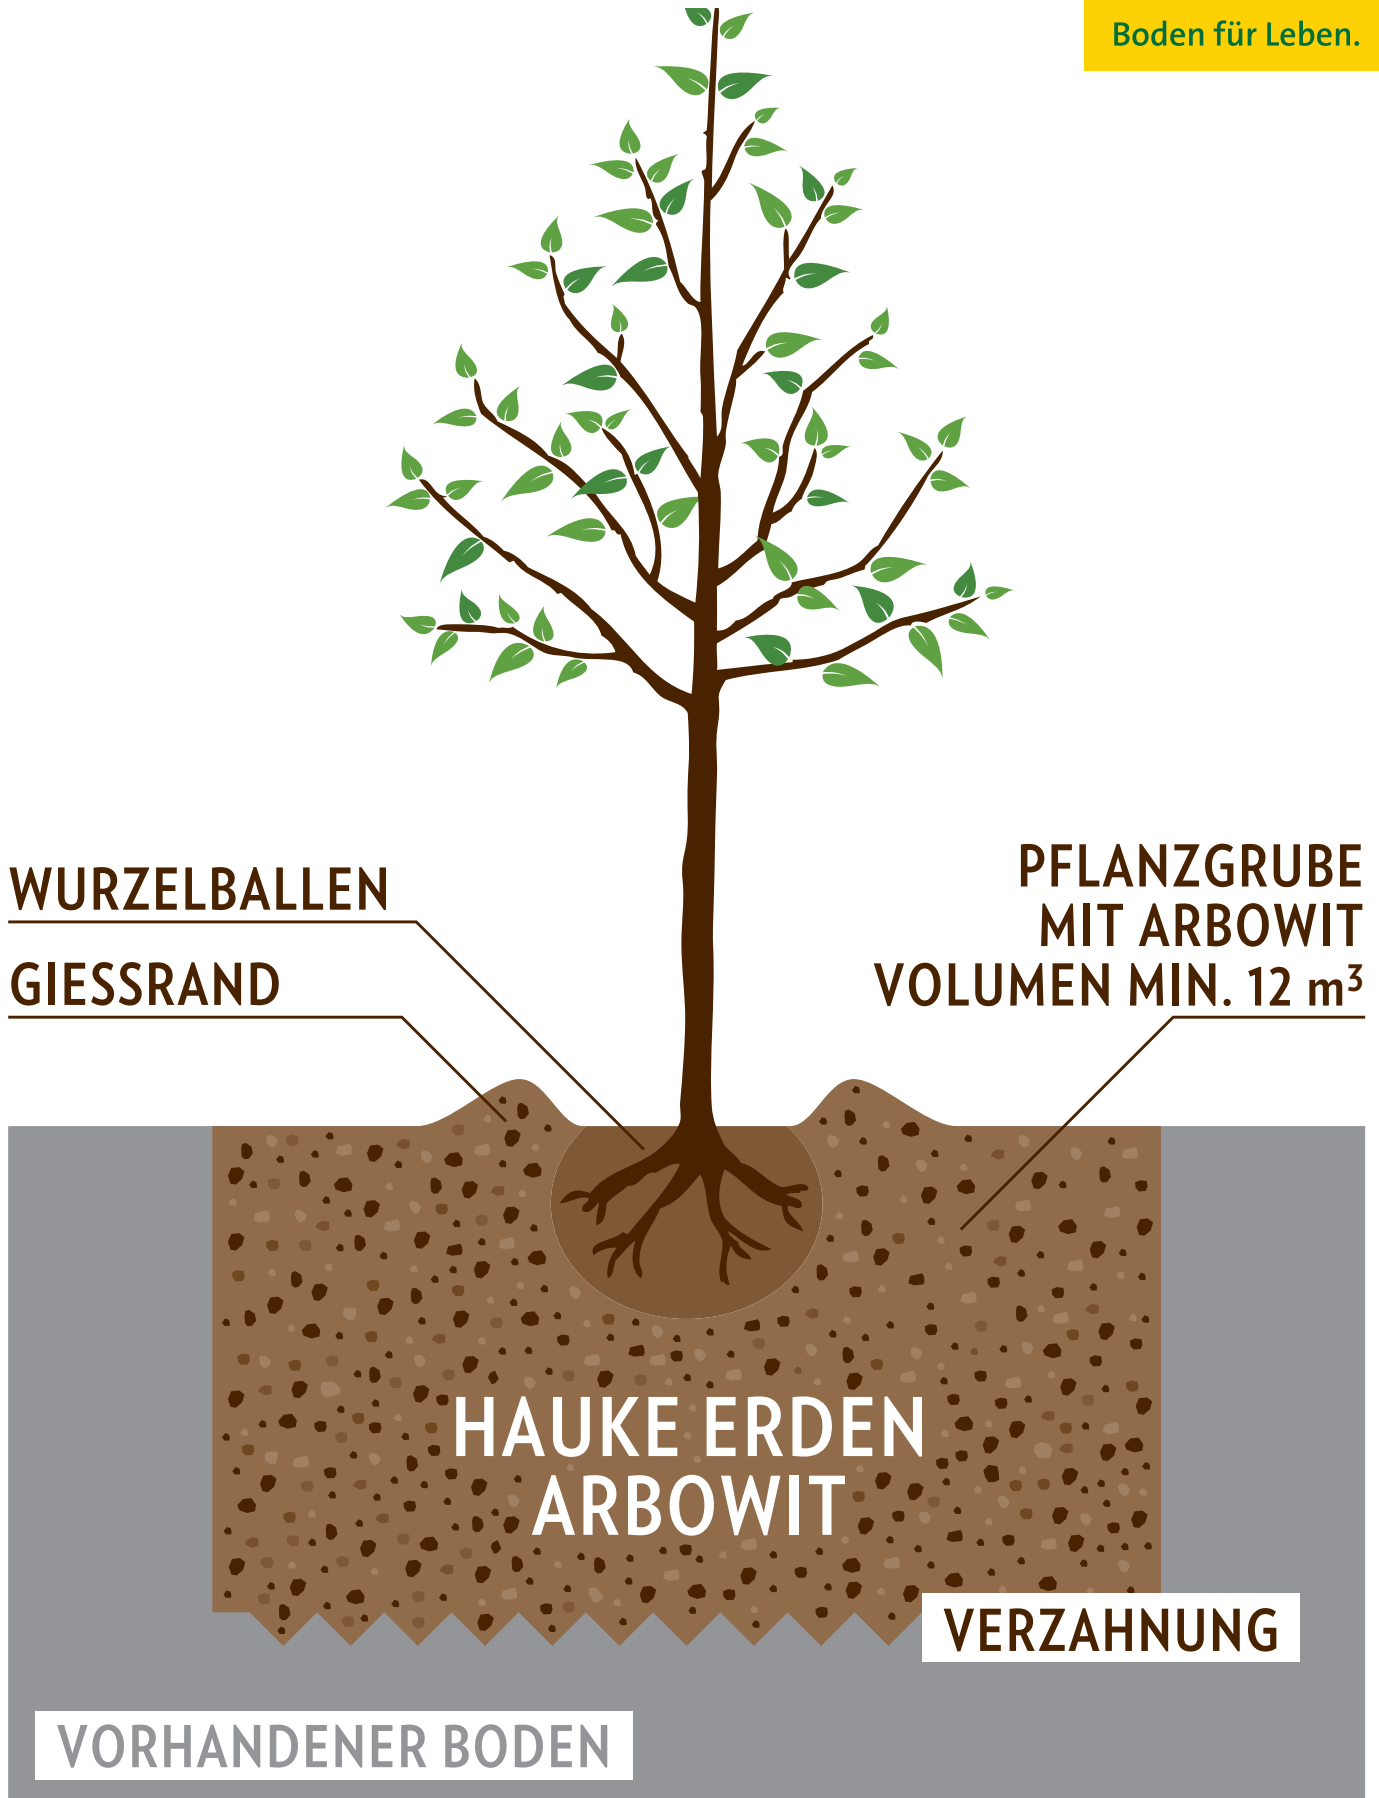 Boden für Leben.
WURZELBALLEN
GIESSRAND
PFLANZGRUBE
MIT ARBOWIT
VOLUMEN MIN. 12 m³
HAUKE ERDEN
ARBOWIT
VERZAHNUNG
VORHANDENER BODEN